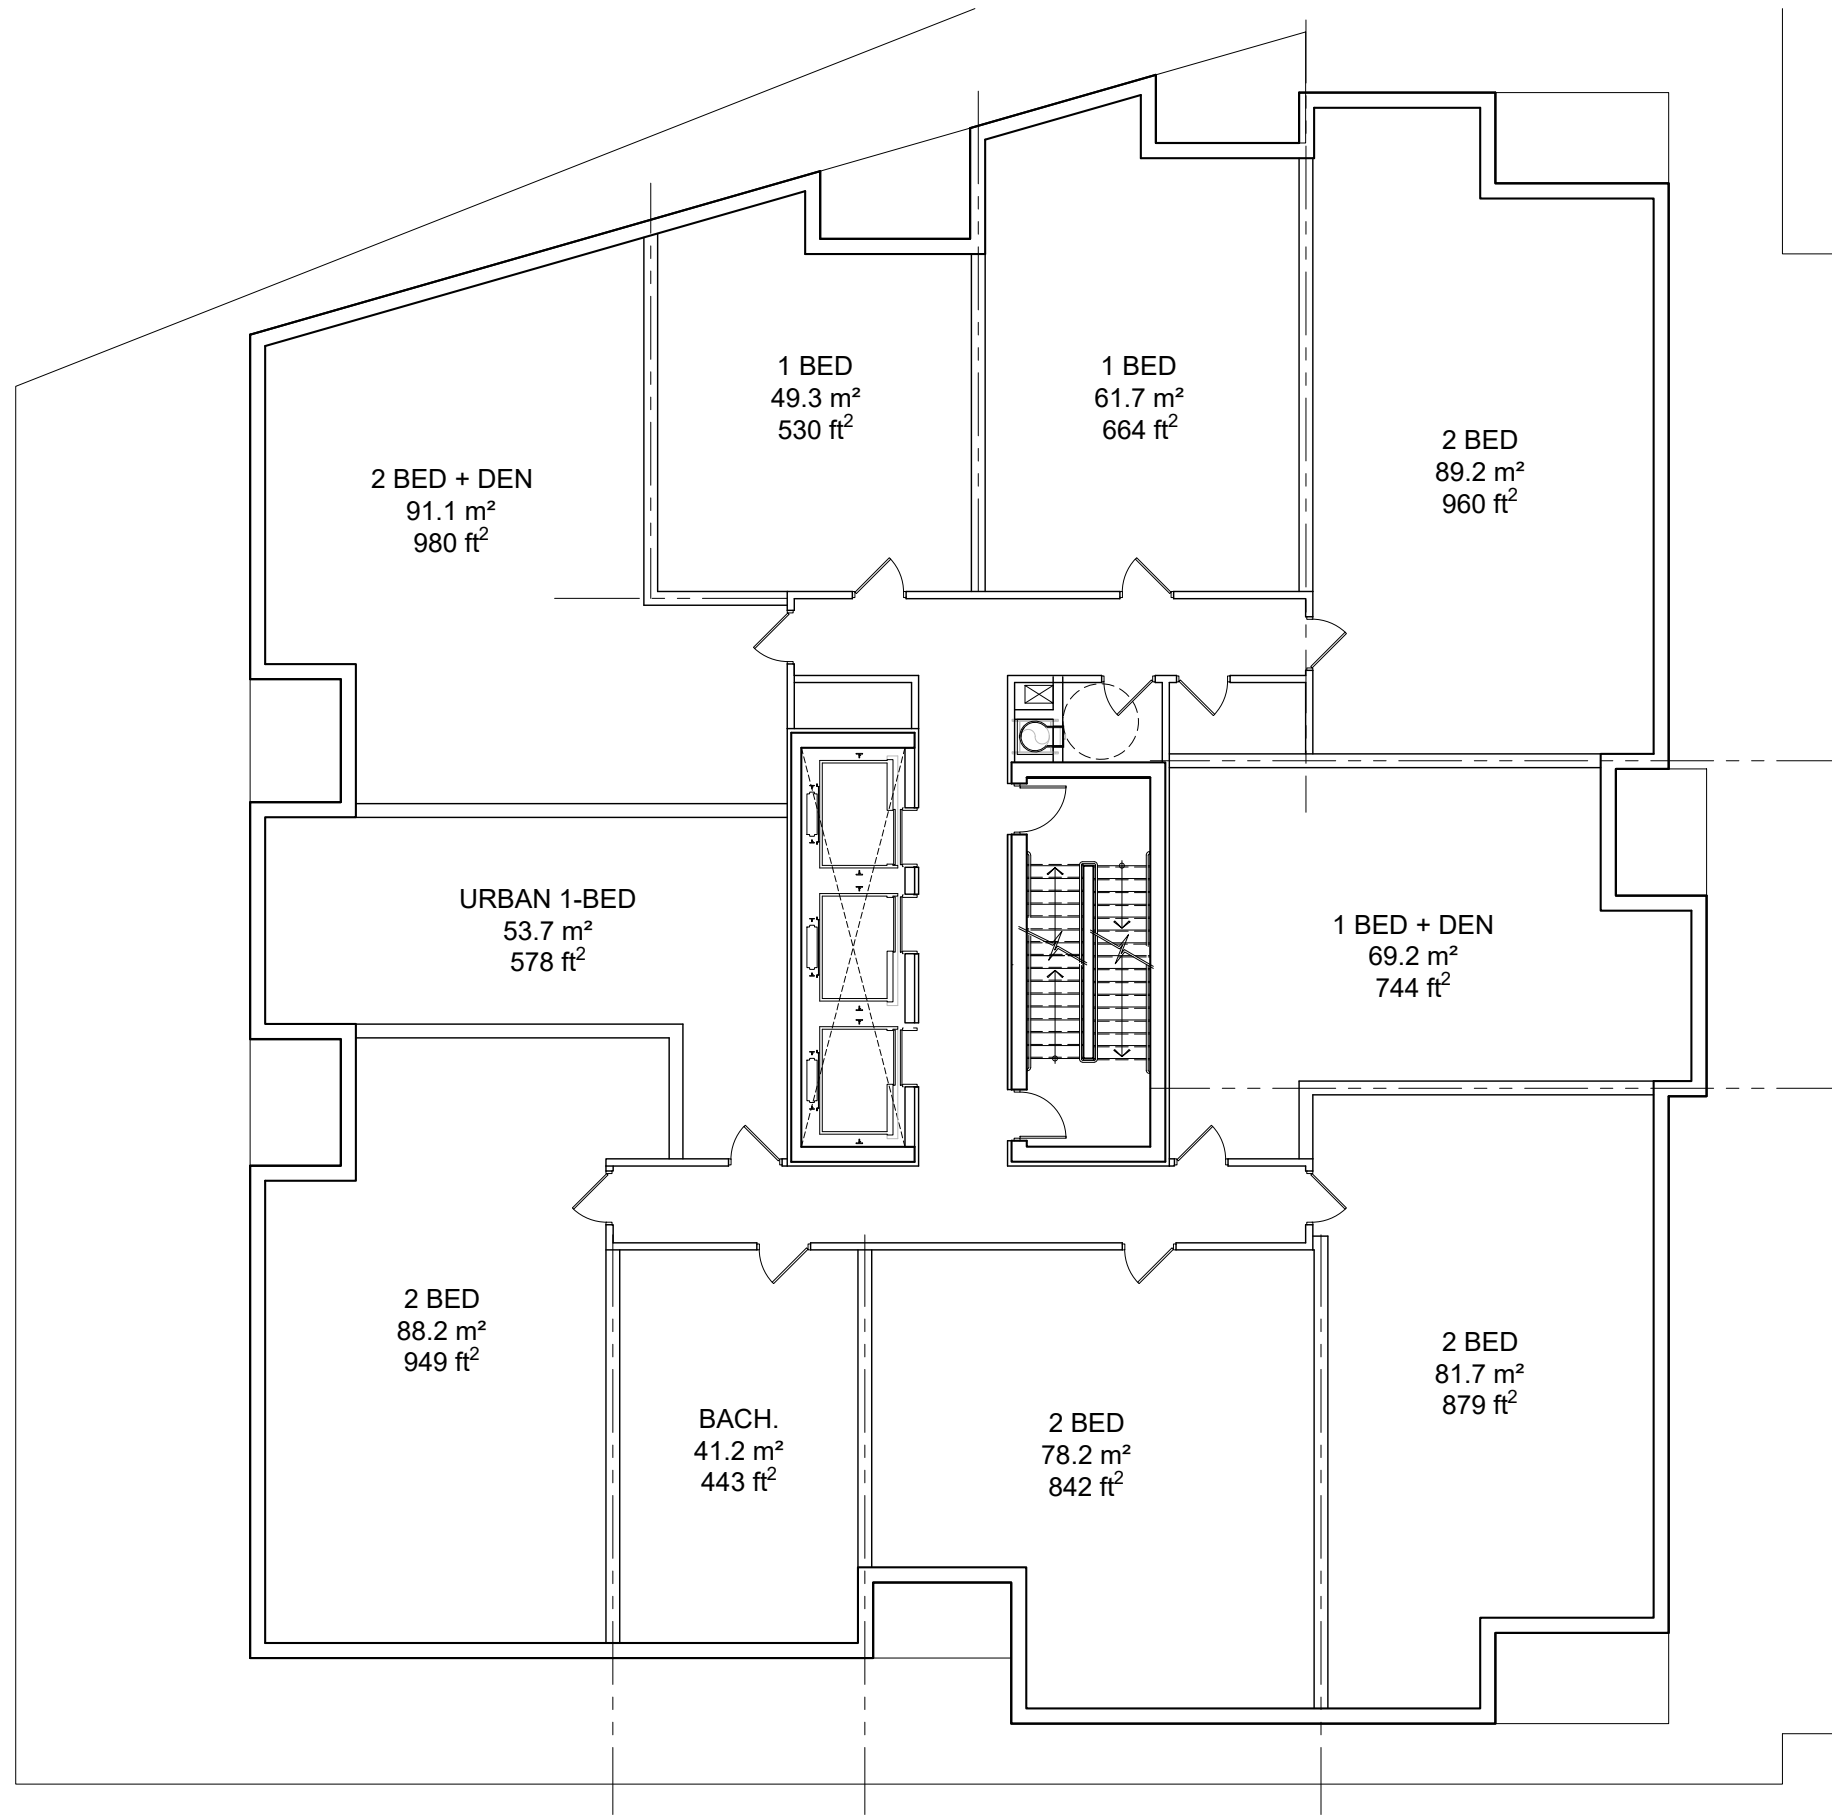 1 BED
49.3 m²
530 ft²
1 BED
61.7 m²
664 ft²
2 BED
89.2 m²
960 ft²
2 BED + DEN
91.1 m²
980 ft²
URBAN 1-BED
53.7 m²
578 ft²
1 BED + DEN
69.2 m²
744 ft²
2 BED
88.2 m²
949 ft²
2 BED
81.7 m²
879 ft²
BACH.
41.2 m²
443 ft²
2 BED
78.2 m²
842 ft²